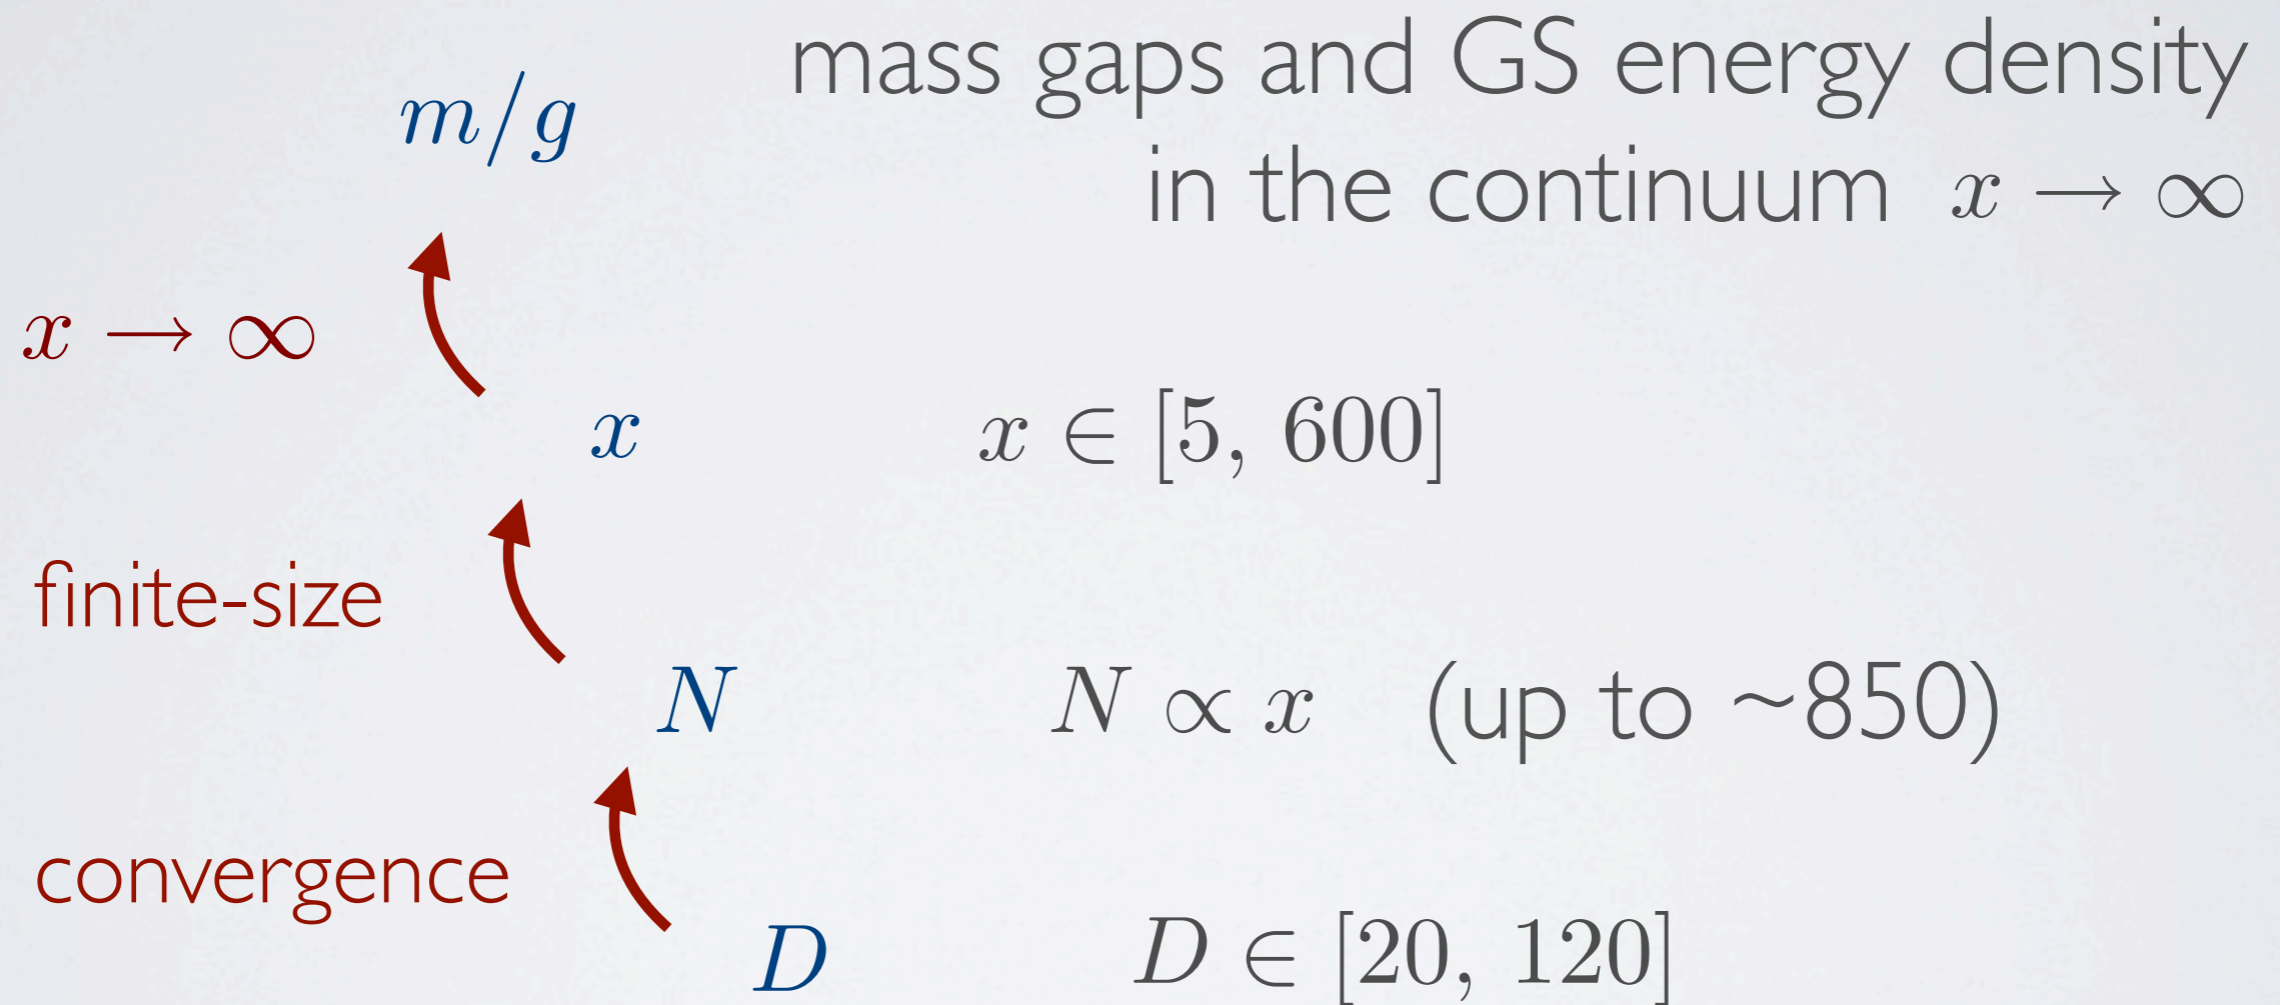 mass gaps and GS energy density
m/g
in the continuum x → ∞
x → ∞
x x ∈ [5, 600]
finite-size
N N ∝ x (up to ~850)
convergence
D D ∈ [20, 120]